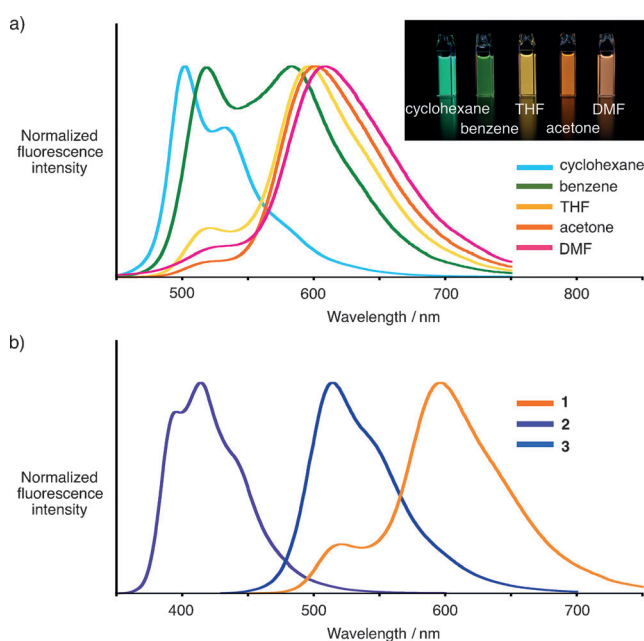 a)
Normalized
fluorescence
intensity
cyclohexane
benzene
THF
acetone
DMF
cyclohexane
benzene
THF
acetone
DMF
500
600
700
800
Wavelength / nm
b)
Normalized
fluorescence
intensity
1
2
3
400
500
600
700
Wavelength / nm